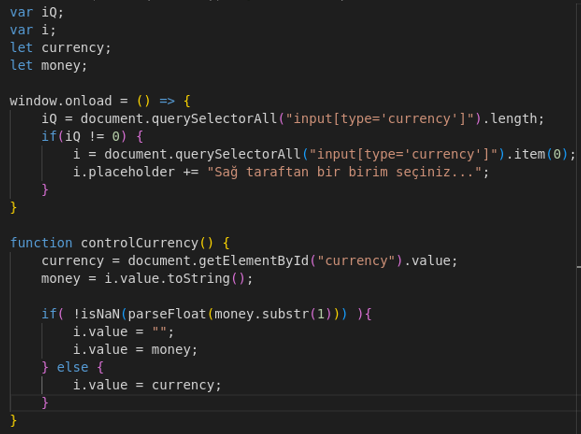 var iQ;
var i;
let currency;
let money;

window.onload = () => {
    iQ = document.querySelectorAll("input[type='currency']").length;
    if(iQ != 0) {
        i = document.querySelectorAll("input[type='currency']").item(0);
        i.placeholder += "Sağ taraftan bir birim seçiniz...";
    }
}

function controlCurrency() {
    currency = document.getElementById("currency").value;
    money = i.value.toString();

    if( !isNaN(parseFloat(money.substr(1))) ){
        i.value = "";
        i.value = money;
    } else {
        i.value = currency;
    }
}